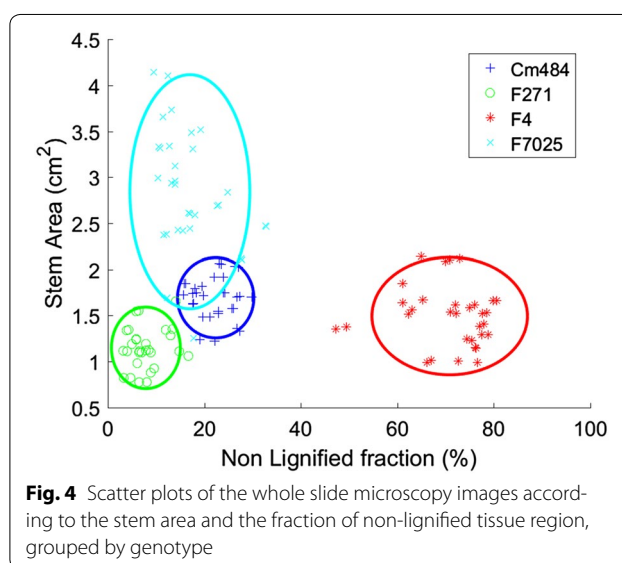 4.5
4
3.5
3
2.5
2
1.5
1
0.5
Stem Area (cm²)
0
20
40
60
80
100
Non Lignified fraction (%)
Cm484
F271
F4
F7025
Fig. 4 Scatter plots of the whole slide microscopy images accord-
ing to the stem area and the fraction of non-lignified tissue region,
grouped by genotype